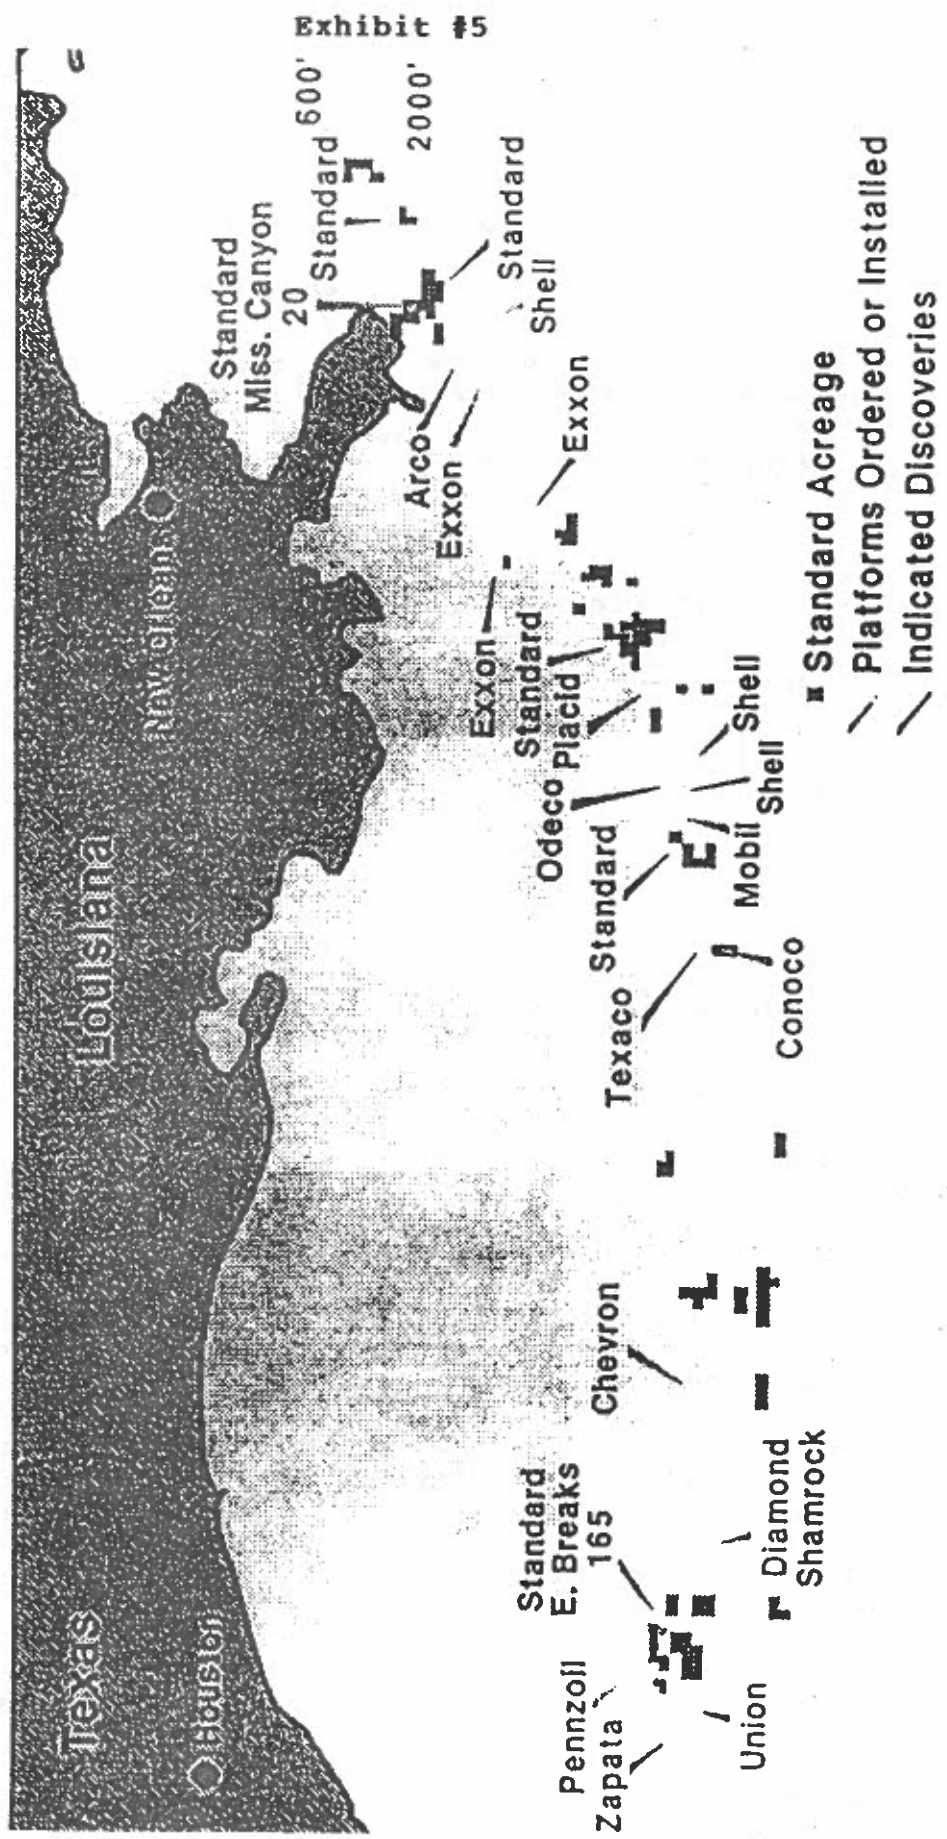 Exhibit #5
Texas
Houston
Louisiana
New Orleans
Standard
Miss. Canyon
20
Standard
600'
2000'
Standard
Shell
Arco
Exxon
Exxon
Exxon
Standard
Placid
Odeco
Shell
Shell
Standard
Mobil
Texaco
Conoco
Chevron
Standard
E. Breaks
165
Diamond
Shamrock
Pennzoil
Zapata
Union
Standard Acreage
Platforms Ordered or Installed
Indicated Discoveries